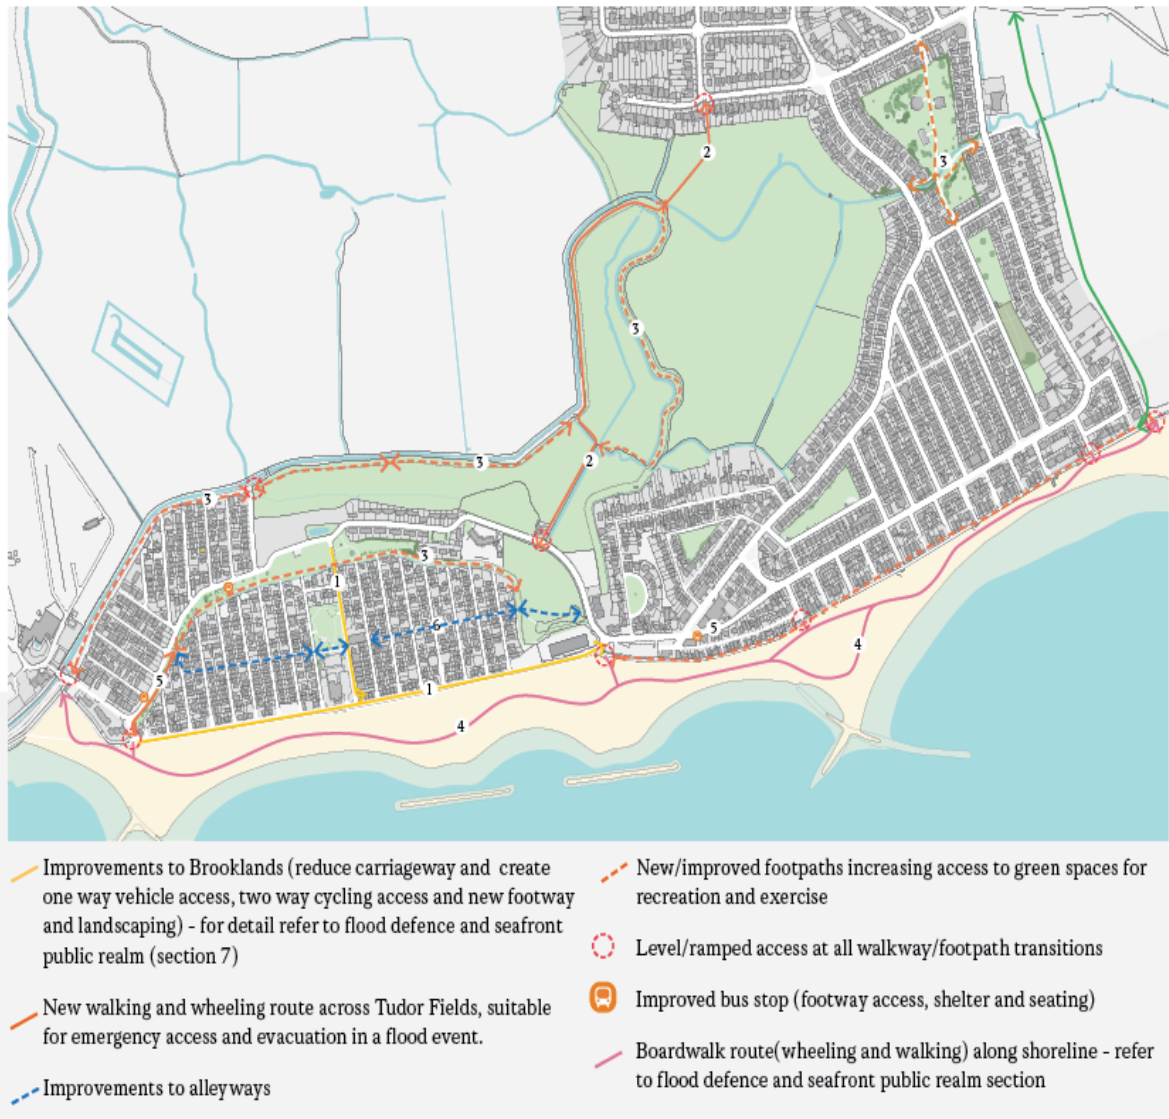 2
3
3
2
3
3
3
1
6
5
5
1
4
4
Improvements to Brooklands (reduce carriageway and create
one way vehicle access, two way cycling access and new footway
and landscaping) - for detail refer to flood defence and seafront
public realm (section 7)
New walking and wheeling route across Tudor Fields, suitable
for emergency access and evacuation in a flood event.
Improvements to alleyways
New/improved footpaths increasing access to green spaces for
recreation and exercise
Level/ramped access at all walkway/footpath transitions
Improved bus stop (footway access, shelter and seating)
Boardwalk route(wheeling and walking) along shoreline - refer
to flood defence and seafront public realm section